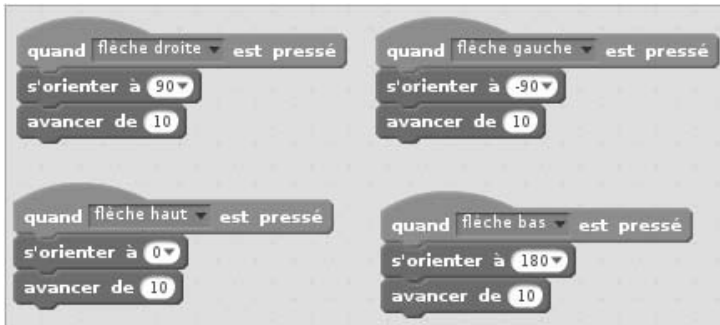 quand flèche droite est pressé
s'orienter à 90
avancer de 10
quand flèche gauche est pressé
s'orienter à -90
avancer de 10
quand flèche haut est pressé
s'orienter à 0
avancer de 10
quand flèche bas est pressé
s'orienter à 180
avancer de 10